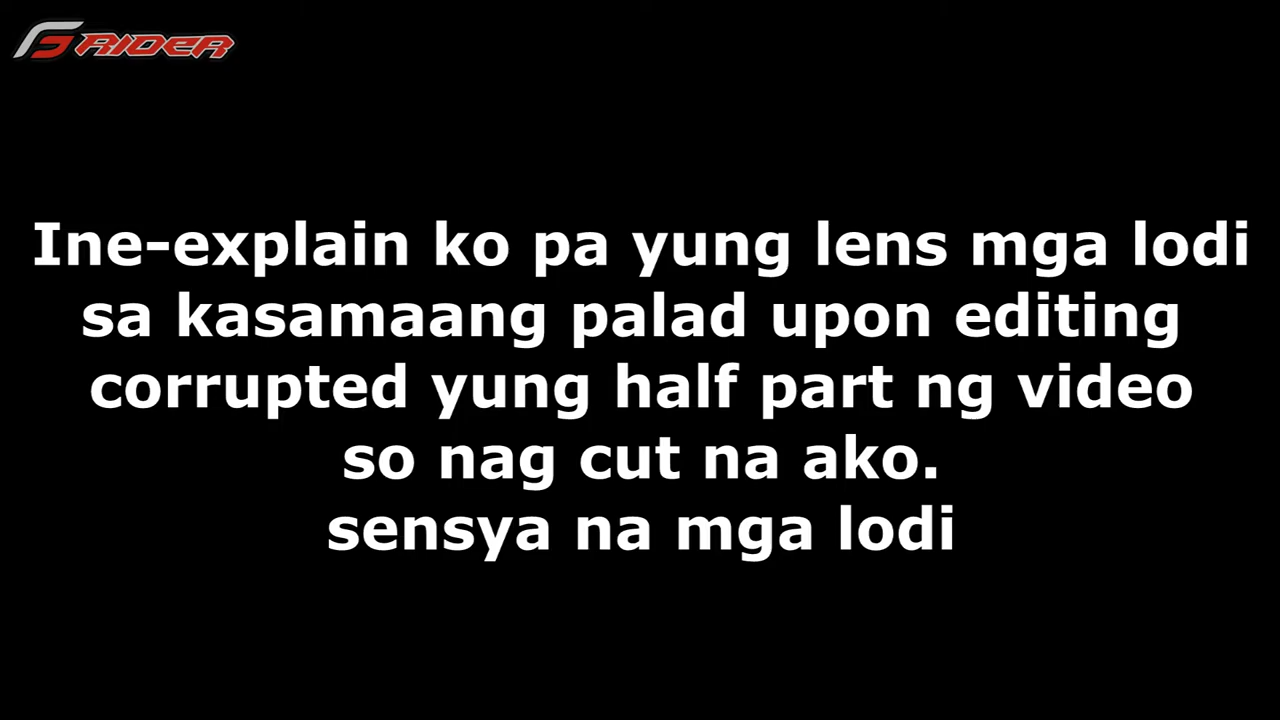 RIDER
Ine-explain ko pa yung lens mga lodi
sa kasamaang palad upon editing
corrupted yung half part ng video
so nag cut na ako.
sensya na mga lodi